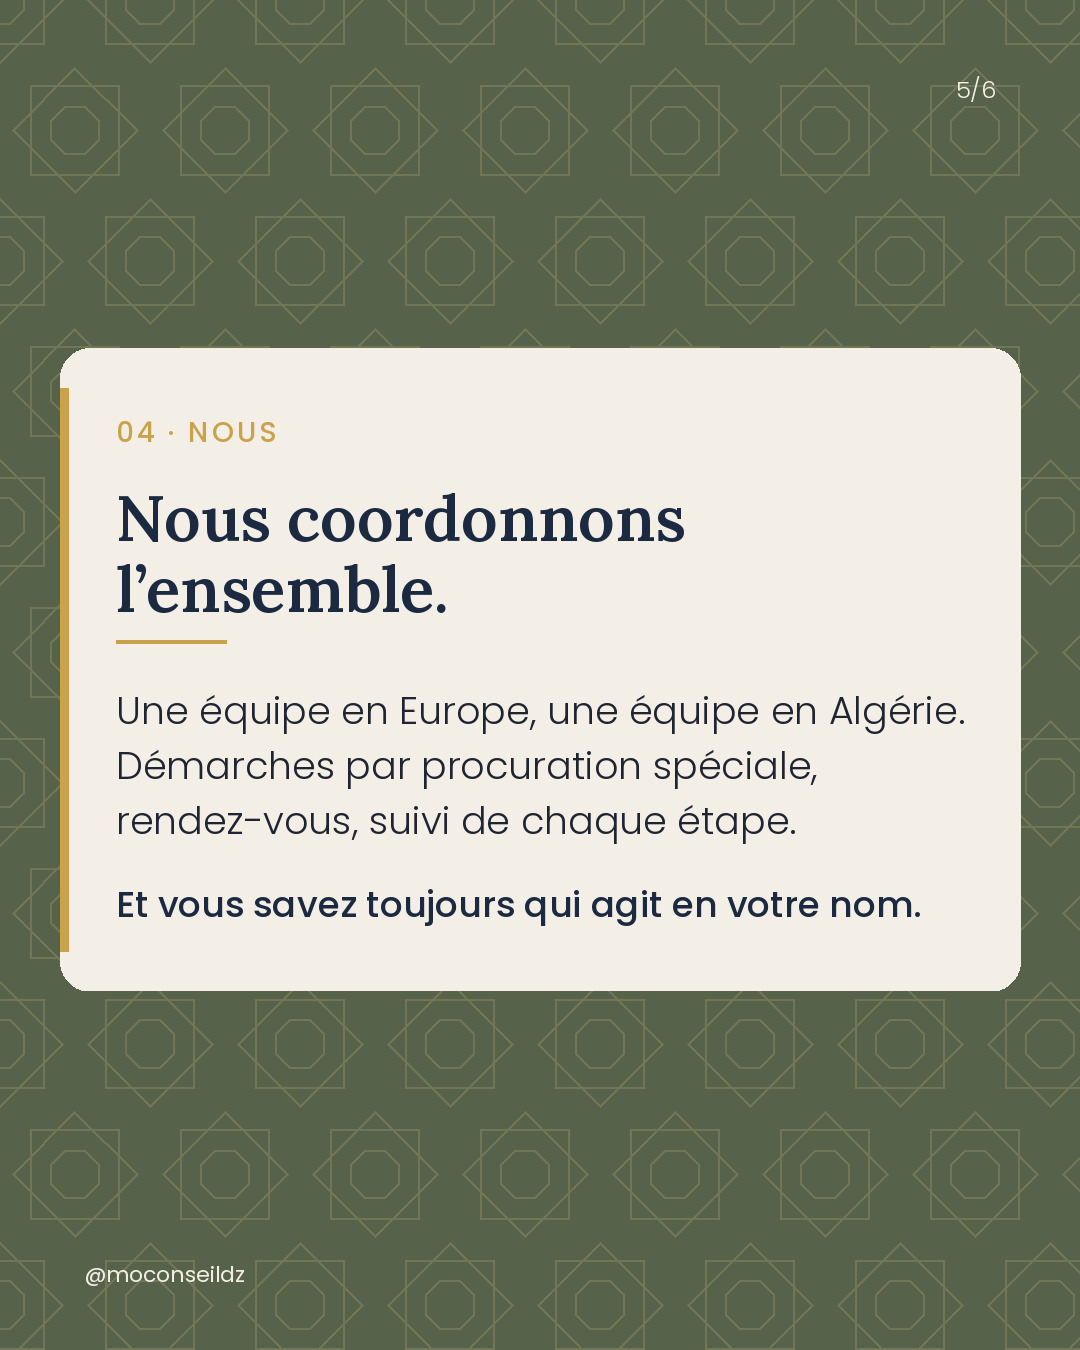 5/6
04 · NOUS
Nous coordonnons
l’ensemble.
Une équipe en Europe, une équipe en Algérie.
Démarches par procuration spéciale,
rendez-vous, suivi de chaque étape.
Et vous savez toujours qui agit en votre nom.
@moconseildz